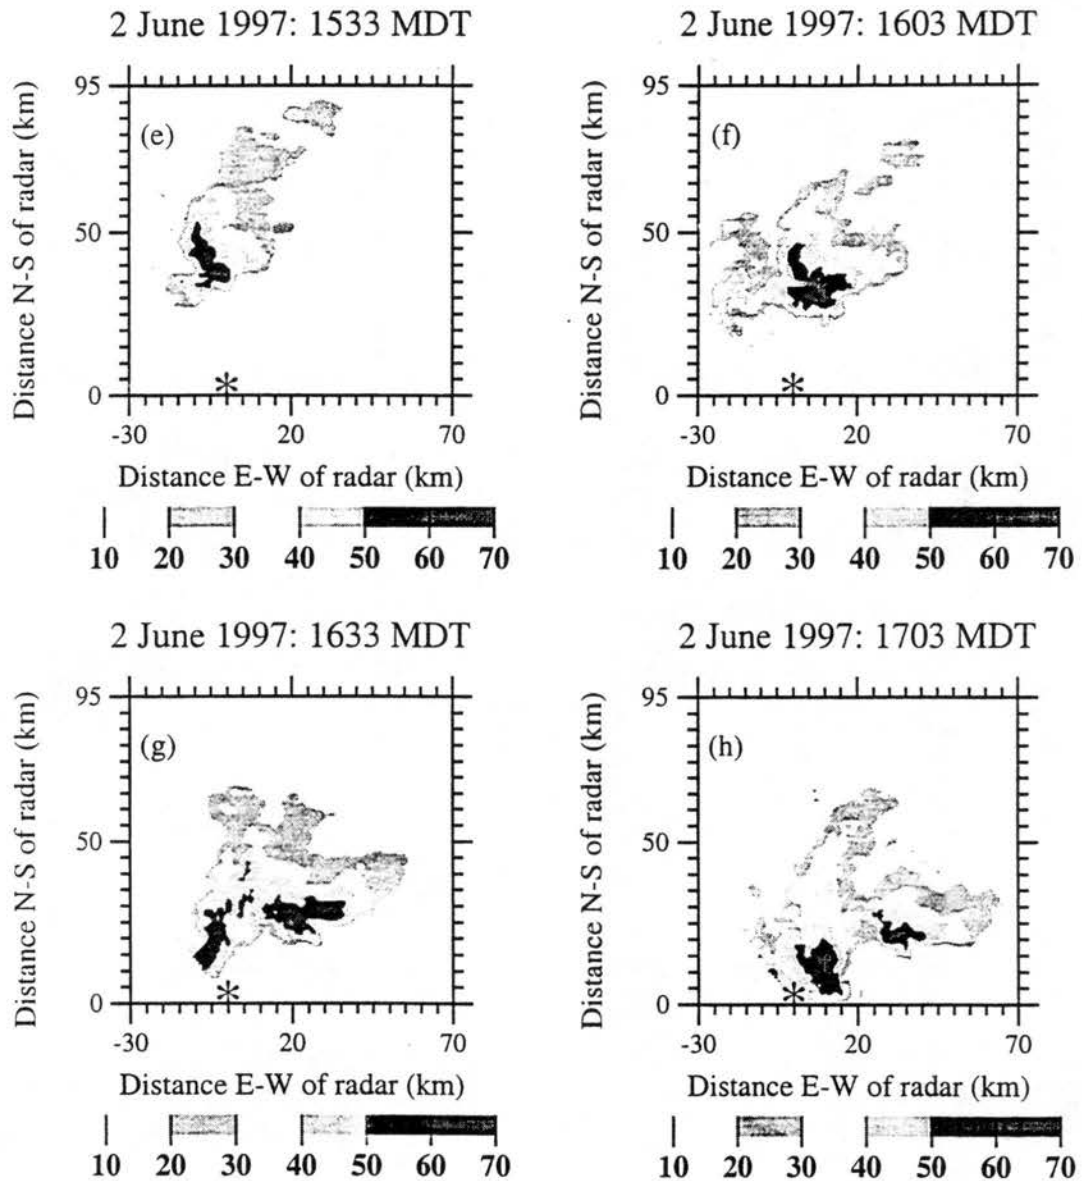 2 June 1997: 1533 MDT
Distance N-S of radar (km)
95
50
0
(e)
*
-30 20 70
Distance E-W of radar (km)
10 20 30 40 50 60 70
2 June 1997: 1603 MDT
Distance N-S of radar (km)
95
50
0
(f)
*
-30 20 70
Distance E-W of radar (km)
10 20 30 40 50 60 70
2 June 1997: 1633 MDT
Distance N-S of radar (km)
95
50
0
(g)
*
-30 20 70
Distance E-W of radar (km)
10 20 30 40 50 60 70
2 June 1997: 1703 MDT
Distance N-S of radar (km)
95
50
0
(h)
*
-30 20 70
Distance E-W of radar (km)
10 20 30 40 50 60 70